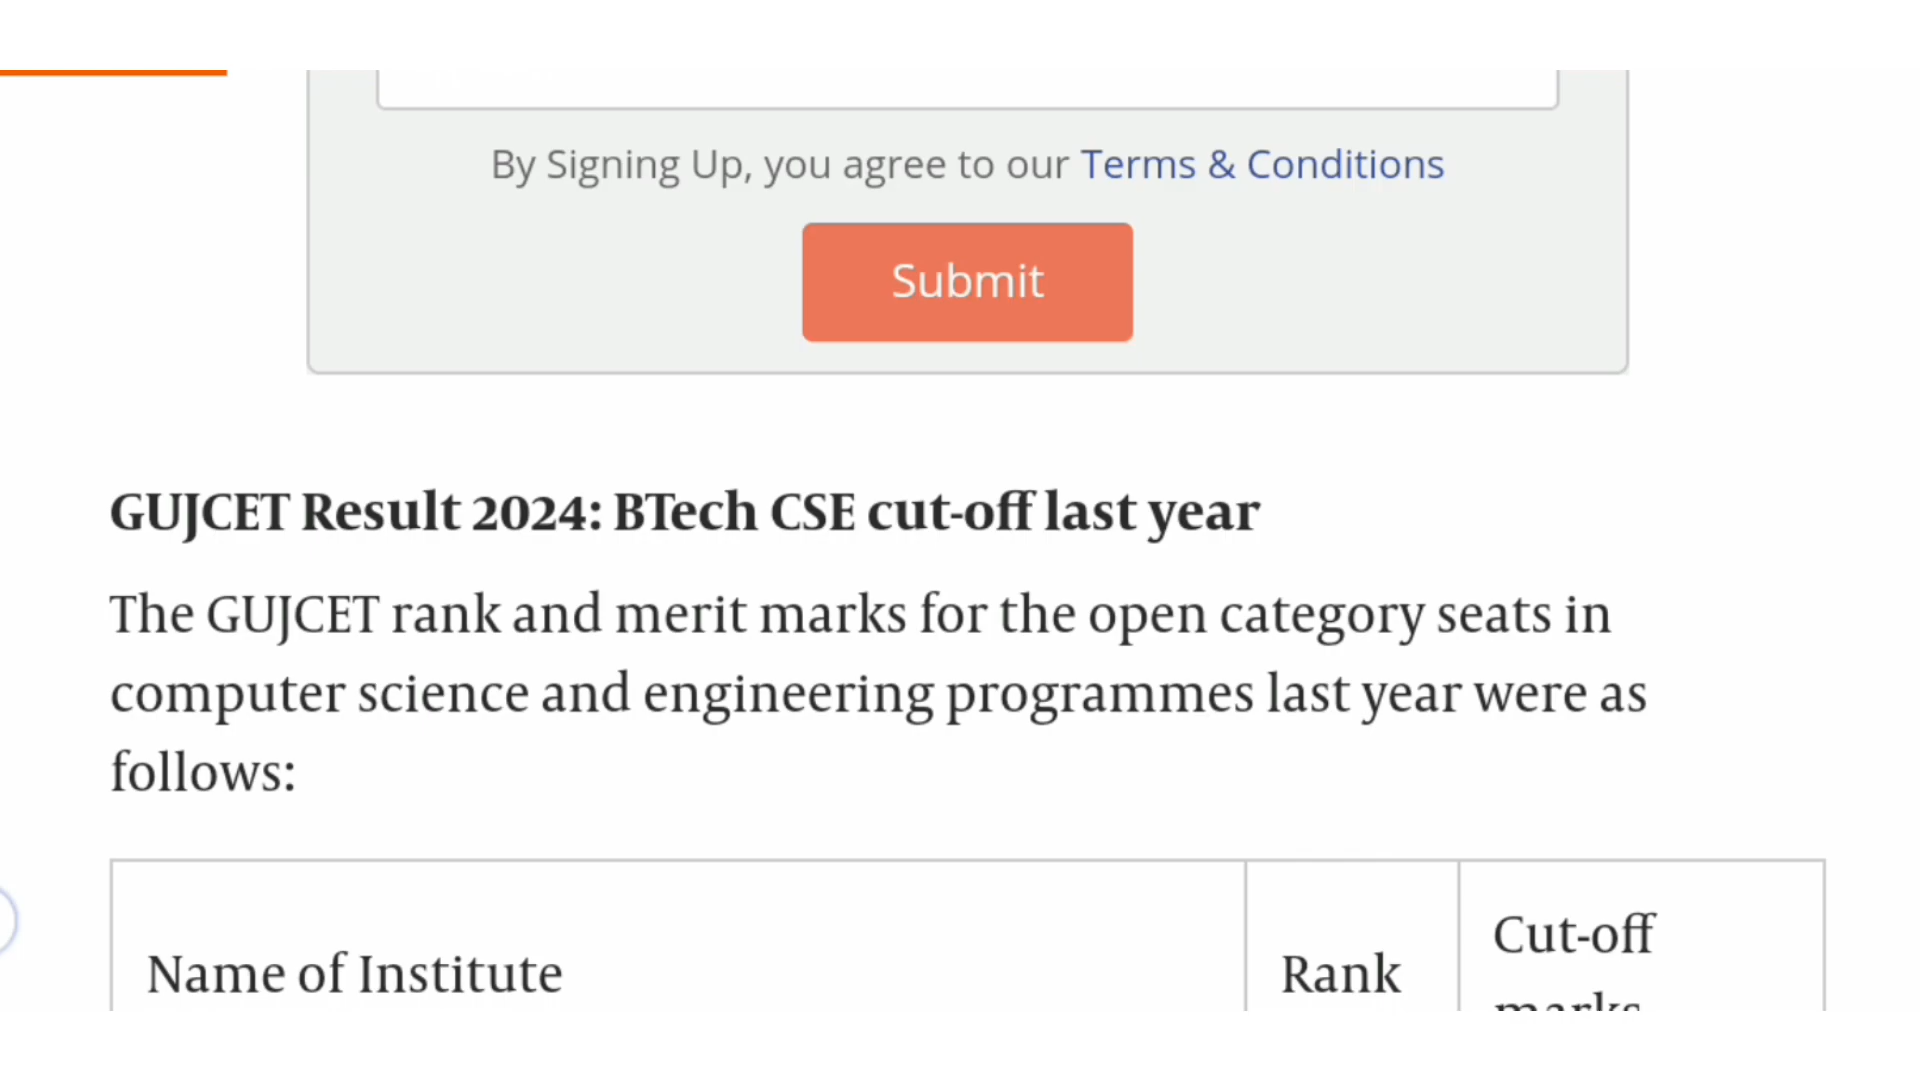 By Signing Up, you agree to our Terms & Conditions
Submit
GUJCET Result 2024: BTech CSE cut-off last year
The GUJCET rank and merit marks for the open category seats in
computer science and engineering programmes last year were as
follows:
Name of Institute
Rank
Cut-off
marks